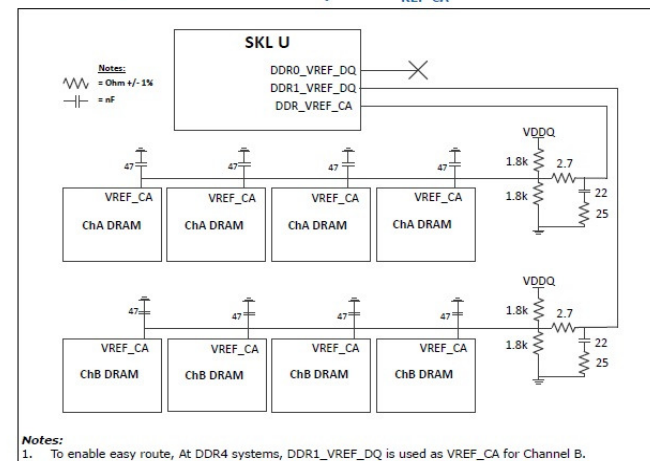 REF_CA
SKL U
Notes:
= Ohm +/- 1%
= nF
DDR0_VREF_DQ
DDR1_VREF_DQ
DDR_VREF_CA
VDDQ
47
47
47
47
1.8k
2.7
1.8k
22
25
VREF_CA
VREF_CA
VREF_CA
VREF_CA
ChA DRAM
ChA DRAM
ChA DRAM
ChA DRAM
VDDQ
47
47
47
47
1.8k
2.7
1.8k
22
25
VREF_CA
VREF_CA
VREF_CA
VREF_CA
ChB DRAM
ChB DRAM
ChB DRAM
ChB DRAM
Notes:
1. To enable easy route, At DDR4 systems, DDR1_VREF_DQ is used as VREF_CA for Channel B.